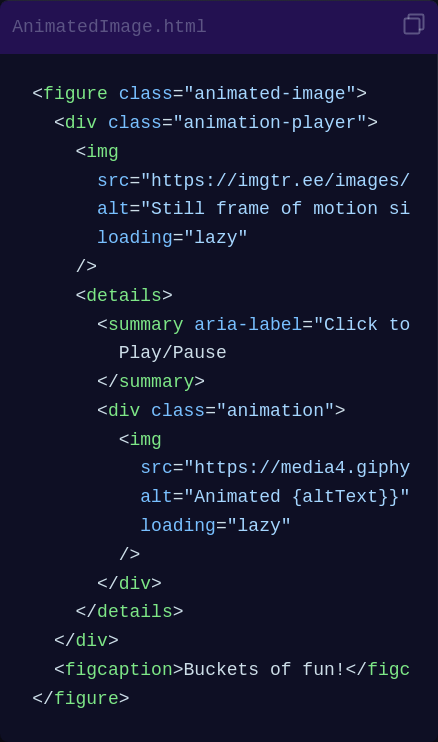 AnimatedImage.html
<figure class="animated-image">
<div class="animation-player">
<img
src="https://imgtr.ee/images/
alt="Still frame of motion si
loading="lazy"
/>
<details>
<summary aria-label="Click to
Play/Pause
</summary>
<div class="animation">
<img
src="https://media4.giphy
alt="Animated {altText}}"
loading="lazy"
/>
</div>
</details>
</div>
<figcaption>Buckets of fun!</figc
</figure>